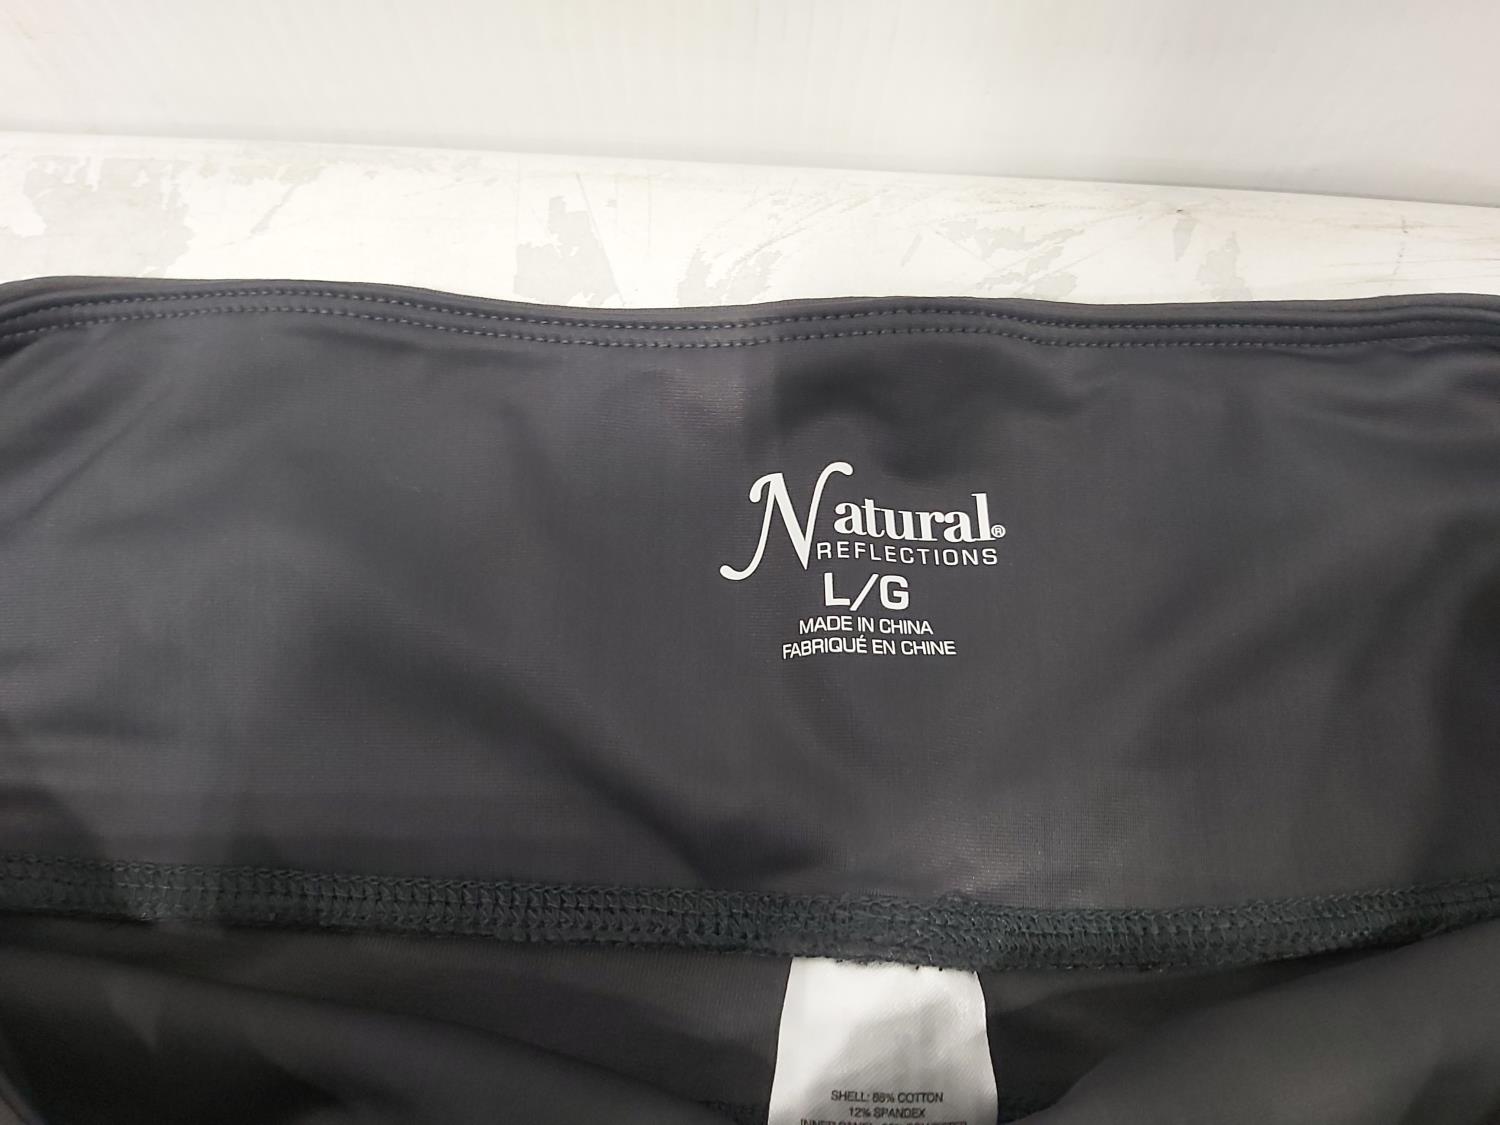 Natural®
REFLECTIONS
L/G
MADE IN CHINA
FABRIQUÉ EN CHINE
SHELL: 88% COTTON
12% SPANDEX